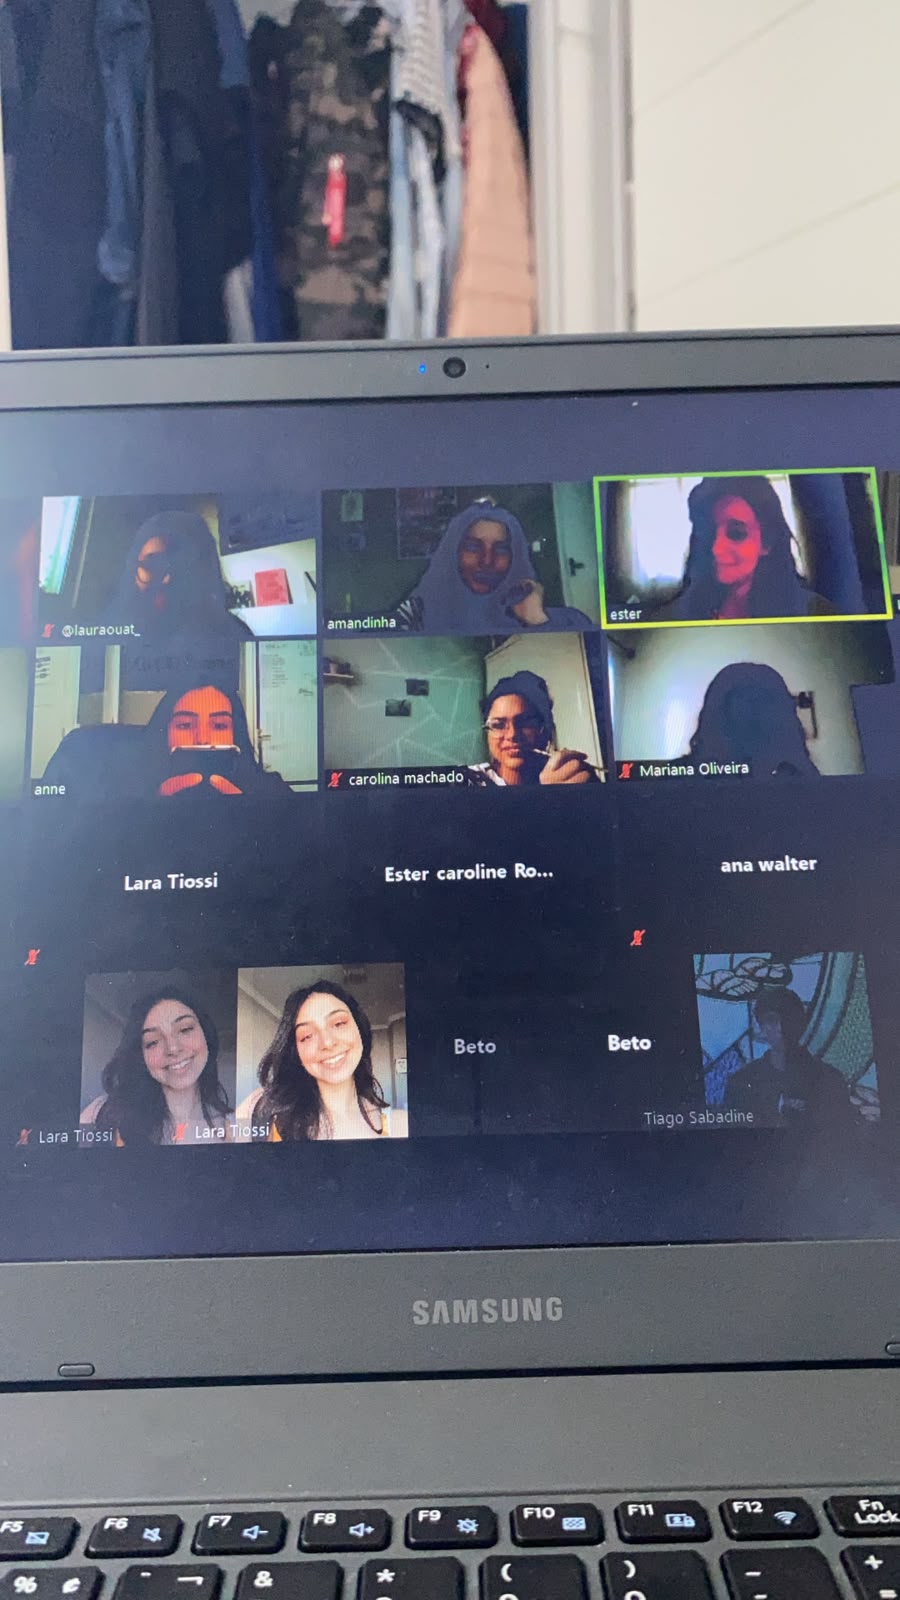 @lauraouat_
amandinha
ester
anne
carolina machado
Mariana Oliveira
Lara Tiossi
Ester caroline Ro...
ana walter
Lara Tiossi
Lara Tiossi
Beto
Beto
Tiago Sabadine
SAMSUNG
F5
F6
F7
F8
F9
F10
F11
F12
Fn
Lock
%
¢
¨
¬
&
*
(
)
_
-
+
=